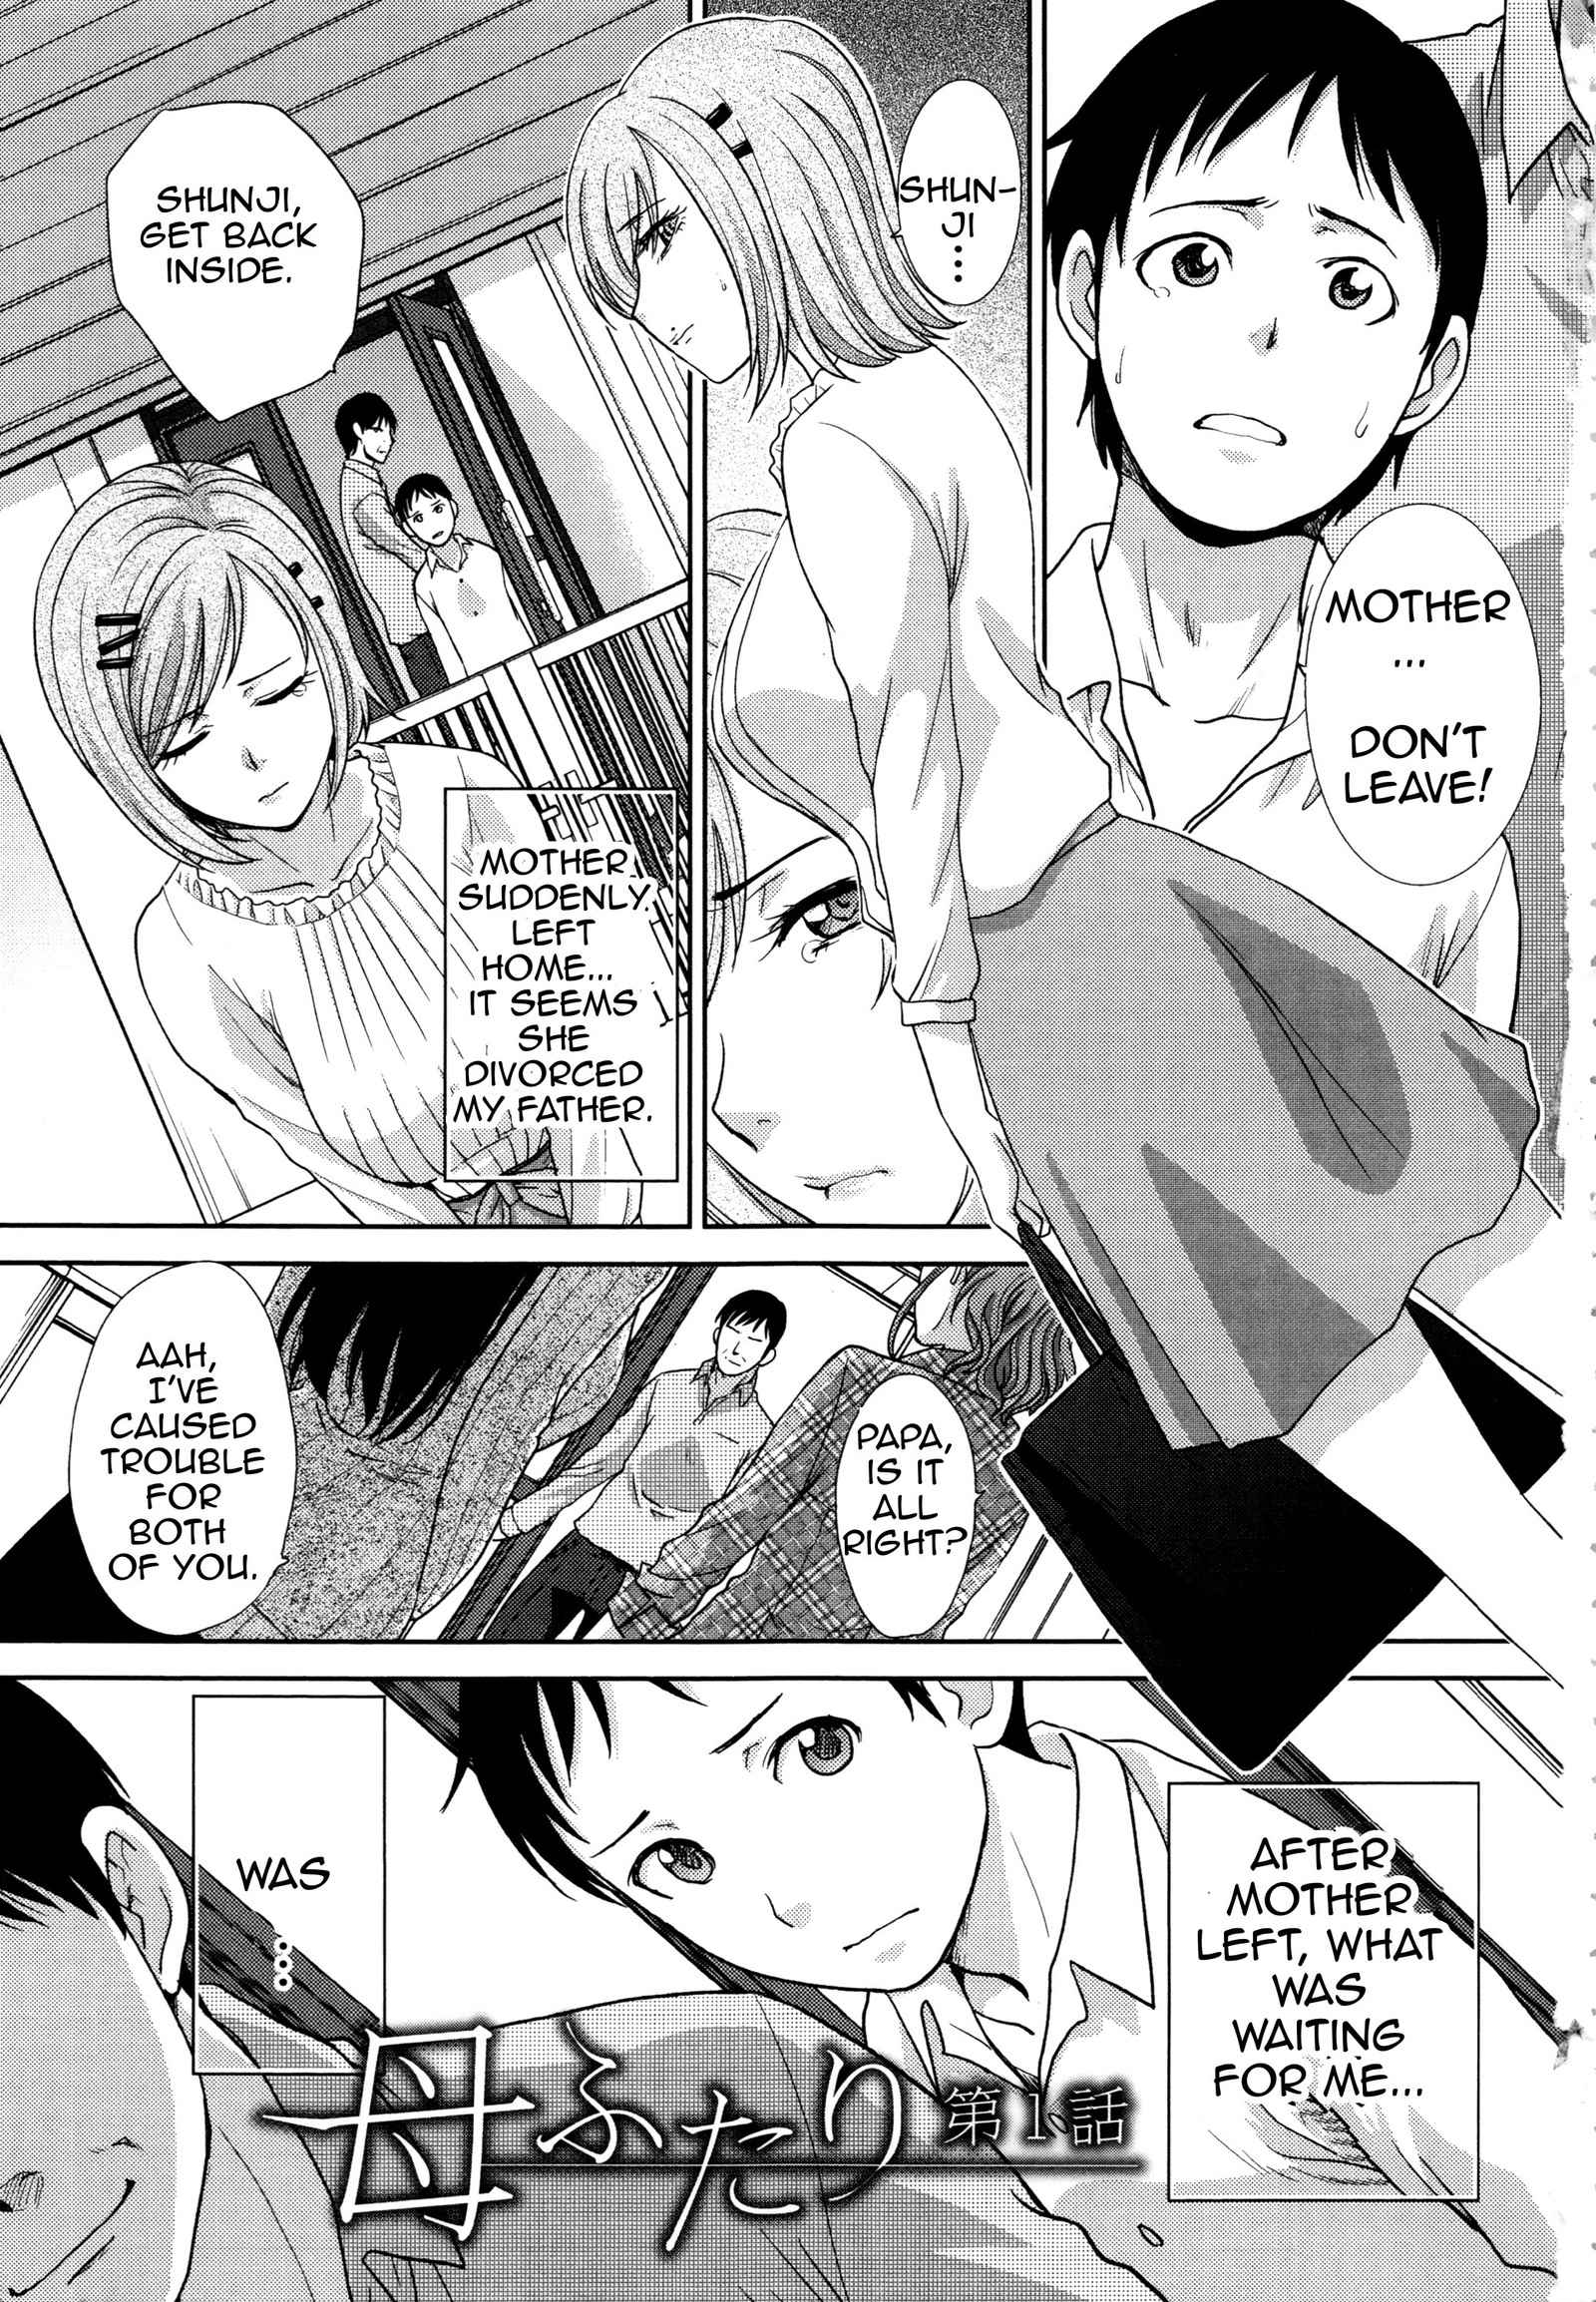 MOTHER
...
DON'T
LEAVE!
SHUN-
JI
...
SHUNJI,
GET BACK
INSIDE.
MOTHER
SUDDENLY
LEFT
HOME...
IT SEEMS
SHE
DIVORCED
MY FATHER.
PAPA,
IS IT
ALL
RIGHT?
AAH,
I'VE
CAUSED
TROUBLE
FOR
BOTH
OF YOU.
AFTER
MOTHER
LEFT, WHAT
WAS
WAITING
FOR ME...
WAS
...
母ふたり 第1話